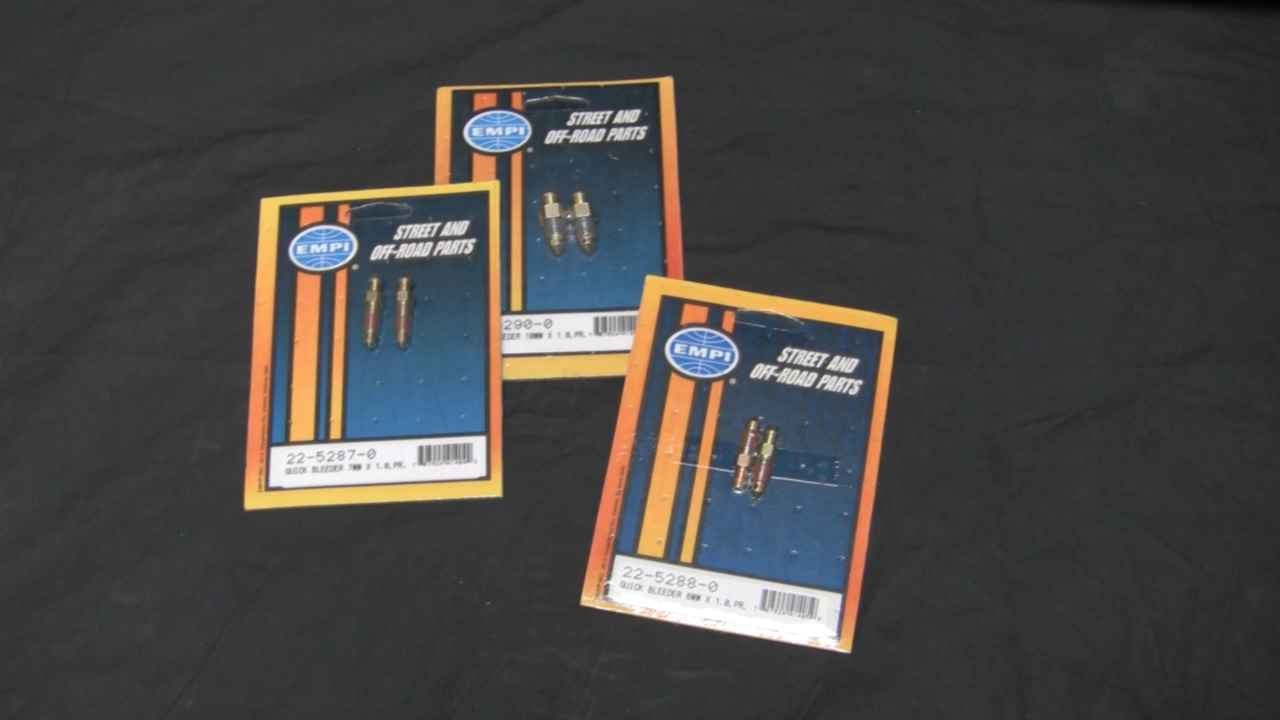 EMPI
STREET AND
OFF-ROAD PARTS
290-0
EDER 10MM X 1.0,PR.
EMPI
STREET AND
OFF-ROAD PARTS
22-5287-0
QUICK BLEEDER 7MM X 1.0,PR.
EMPI
STREET AND
OFF-ROAD PARTS
22-5288-0
QUICK BLEEDER 8MM X 1.0,PR.